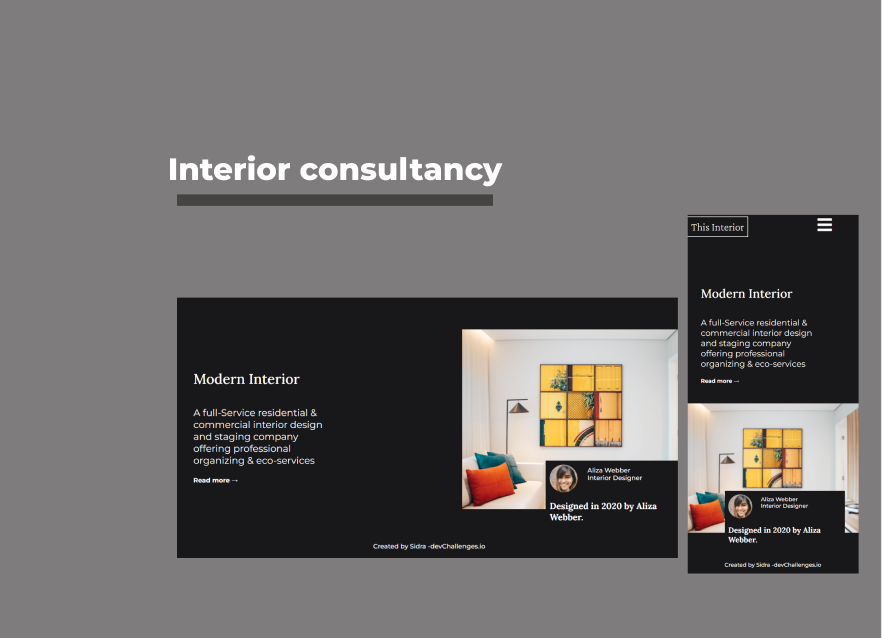 Interior consultancy
Modern Interior
A full-Service residential &
commercial interior design
and staging company
offering professional
organizing & eco-services
Read more →
Aliza Webber
Interior Designer
Designed in 2020 by Aliza
Webber.
Created by Sidra -devChallenges.io
This Interior
Modern Interior
A full-Service residential &
commercial interior design
and staging company
offering professional
organizing & eco-services
Read more →
Aliza Webber
Interior Designer
Designed in 2020 by Aliza
Webber.
Created by Sidra -devChallenges.io